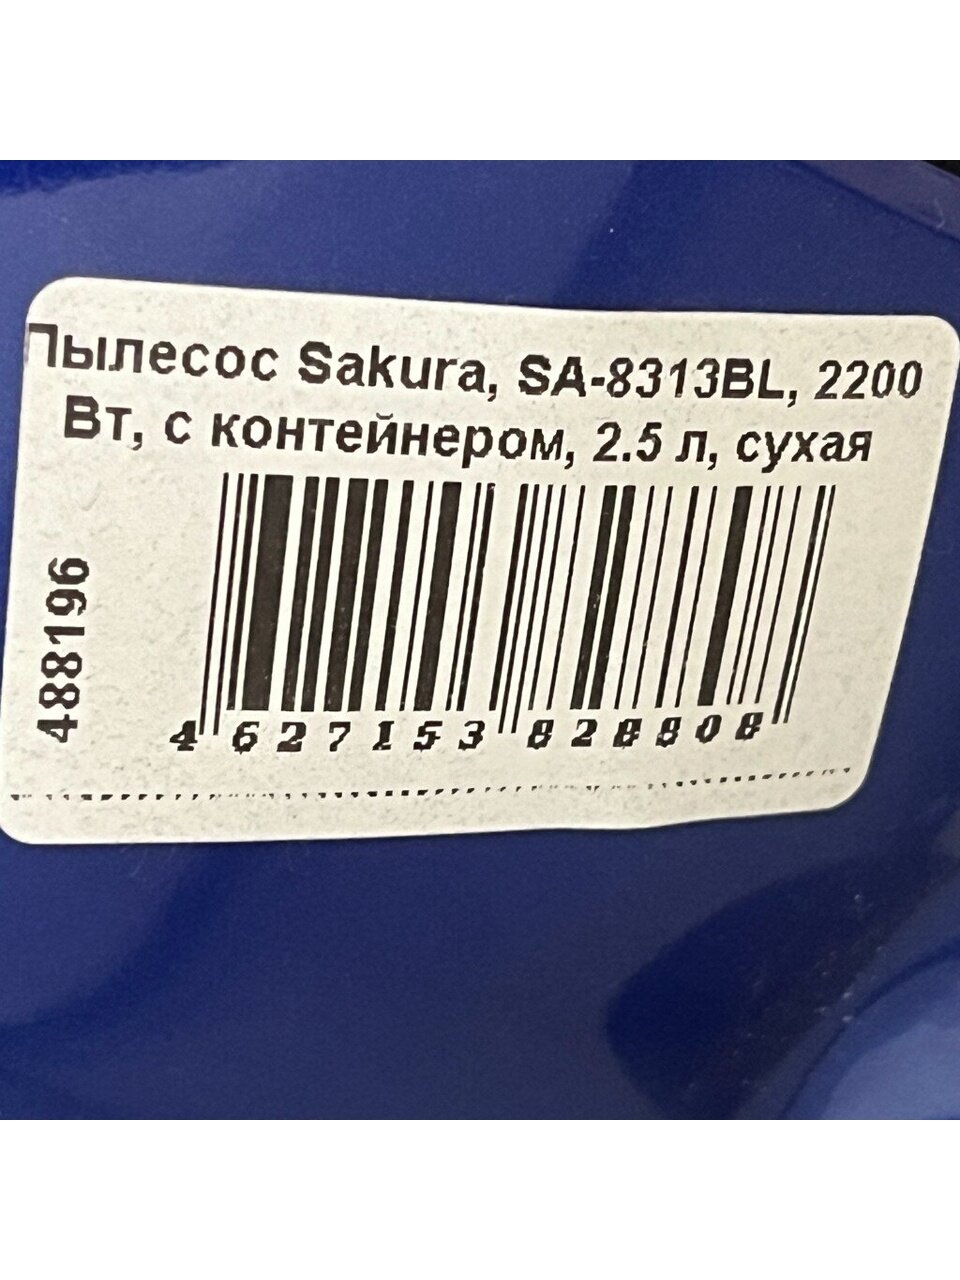 Пылесос Sakura, SA-8313BL, 2200
Вт, с контейнером, 2.5 л, сухая
488196
4 627153 828808